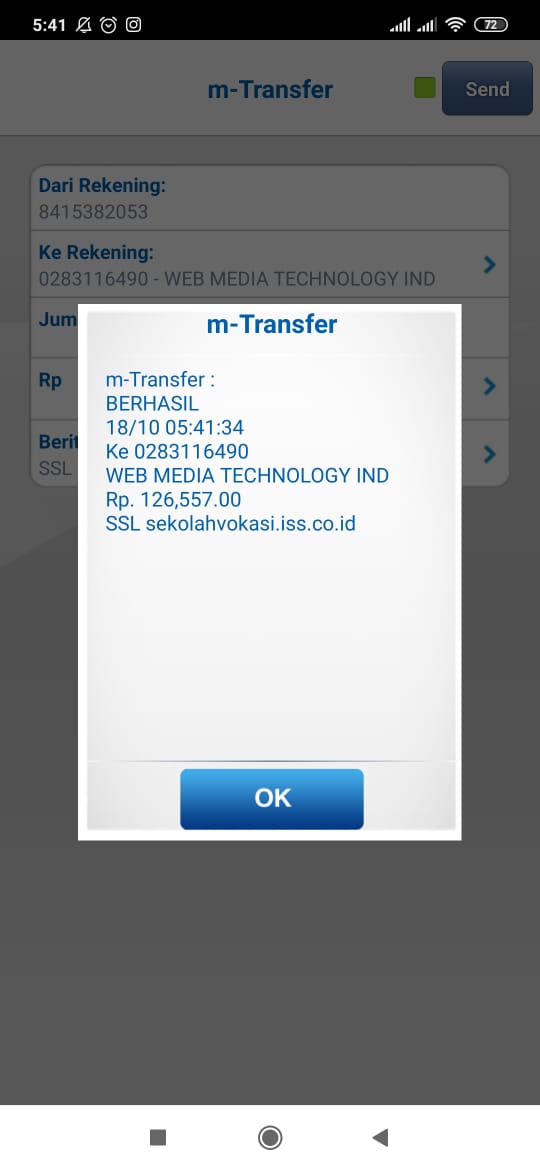 5:41
72
m-Transfer
Send
Dari Rekening:
8415382053
Ke Rekening:
0283116490 - WEB MEDIA TECHNOLOGY IND
Jum
Rp
Berit
SSL
m-Transfer
m-Transfer :
BERHASIL
18/10 05:41:34
Ke 0283116490
WEB MEDIA TECHNOLOGY IND
Rp. 126,557.00
SSL sekolahvokasi.iss.co.id
OK